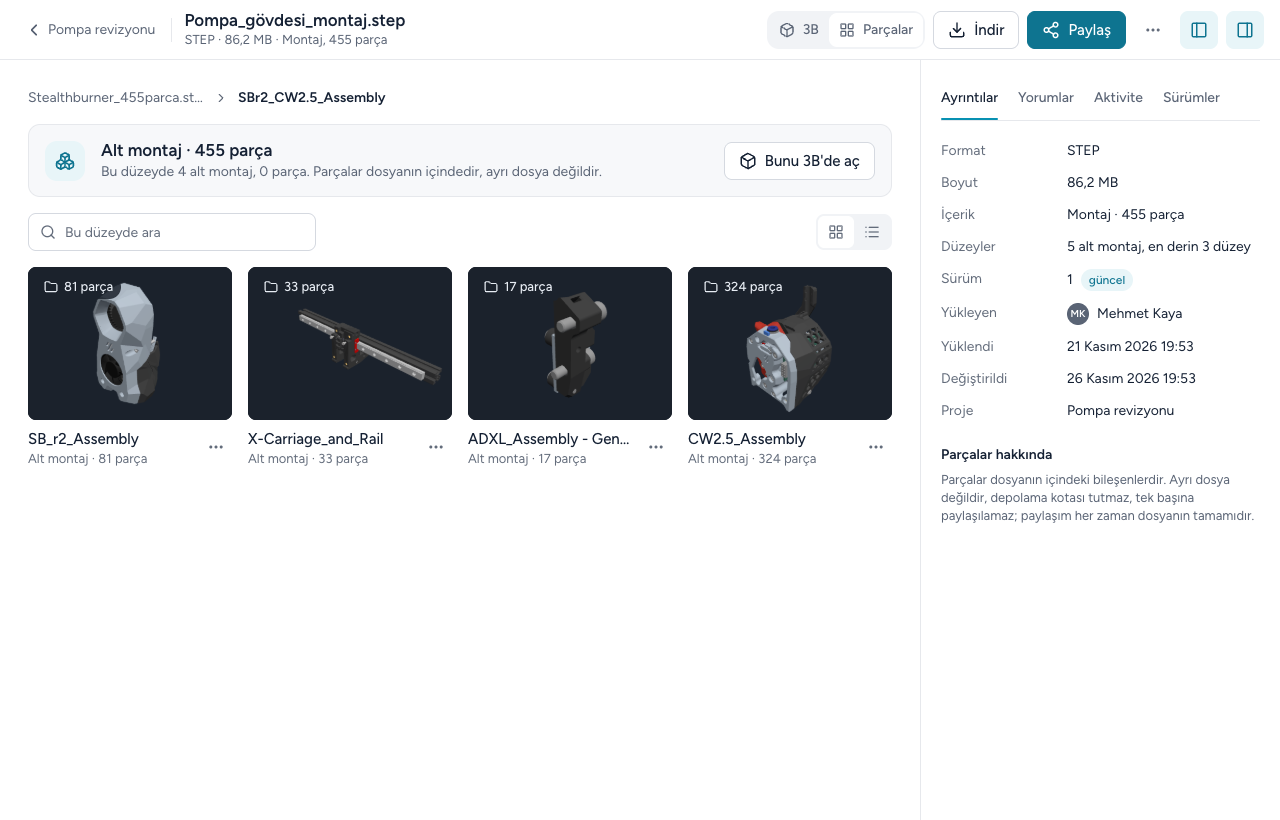 Pompa revizyonu
Pompa_gövdesi_montaj.step
STEP · 86,2 MB · Montaj, 455 parça
3B
Parçalar
İndir
Paylaş
Stealthburner_455parca.st...
SBr2_CW2.5_Assembly
Alt montaj · 455 parça
Bu düzeyde 4 alt montaj, 0 parça. Parçalar dosyanın içindedir, ayrı dosya değildir.
Bunu 3B'de aç
Bu düzeyde ara
81 parça
33 parça
17 parça
324 parça
SB_r2_Assembly
Alt montaj · 81 parça
X-Carriage_and_Rail
Alt montaj · 33 parça
ADXL_Assembly - Gen...
Alt montaj · 17 parça
CW2.5_Assembly
Alt montaj · 324 parça
Ayrıntılar
Yorumlar
Aktivite
Sürümler
Format STEP
Boyut 86,2 MB
İçerik Montaj · 455 parça
Düzeyler 5 alt montaj, en derin 3 düzey
Sürüm 1 güncel
Yükleyen MK Mehmet Kaya
Yüklendi 21 Kasım 2026 19:53
Değiştirildi 26 Kasım 2026 19:53
Proje Pompa revizyonu
Parçalar hakkında
Parçalar dosyanın içindeki bileşenlerdir. Ayrı dosya
değildir, depolama kotası tutmaz, tek başına
paylaşılamaz; paylaşım her zaman dosyanın tamamıdır.